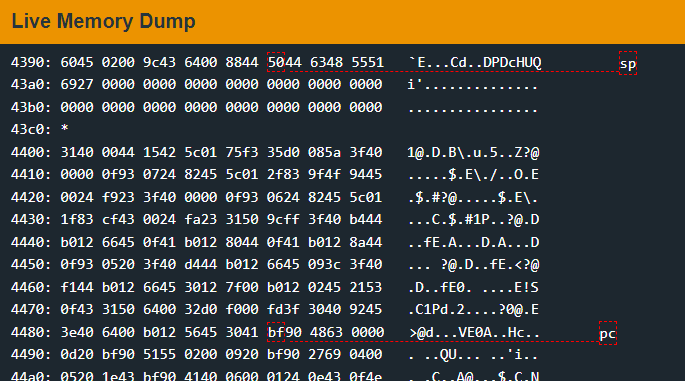 Live Memory Dump
4390: 6045 0200 9c43 6400 8844 5044 6348 5551 `E...Cd..DPDcHUQ sp
43a0: 6927 0000 0000 0000 0000 0000 0000 0000 i'..............
43b0: 0000 0000 0000 0000 0000 0000 0000 0000 ................
43c0: *
4400: 3140 0044 1542 5c01 75f3 35d0 085a 3f40 1@.D.B\.u.5..Z?@
4410: 0000 0f93 0724 8245 5c01 2f83 9f4f 9445 .....$.E\./..O.E
4420: 0024 f923 3f40 0000 0f93 0624 8245 5c01 .$.#?@.....$.E\.
4430: 1f83 cf43 0024 fa23 3150 9cff 3f40 b444 ...C.$.#1P..?@.D
4440: b012 6645 0f41 b012 8044 0f41 b012 8a44 ..fE.A...D.A...D
4450: 0f93 0520 3f40 d444 b012 6645 093c 3f40 ... ?@.D..fE.<?@
4460: f144 b012 6645 3012 7f00 b012 0245 2153 .D..fE0. ....E!S
4470: 0f43 3150 6400 32d0 f000 fd3f 3040 9245 .C1Pd.2....?0@.E
4480: 3e40 6400 b012 5645 3041 bf90 4863 0000 >@d...VE0A..Hc.. pc
4490: 0d20 bf90 5155 0200 0920 bf90 2769 0400 . ..QU... ..'i..
44a0: 0520 1e43 bf90 4140 0600 0124 0e43 0f4e . .C..A@...$.C.N